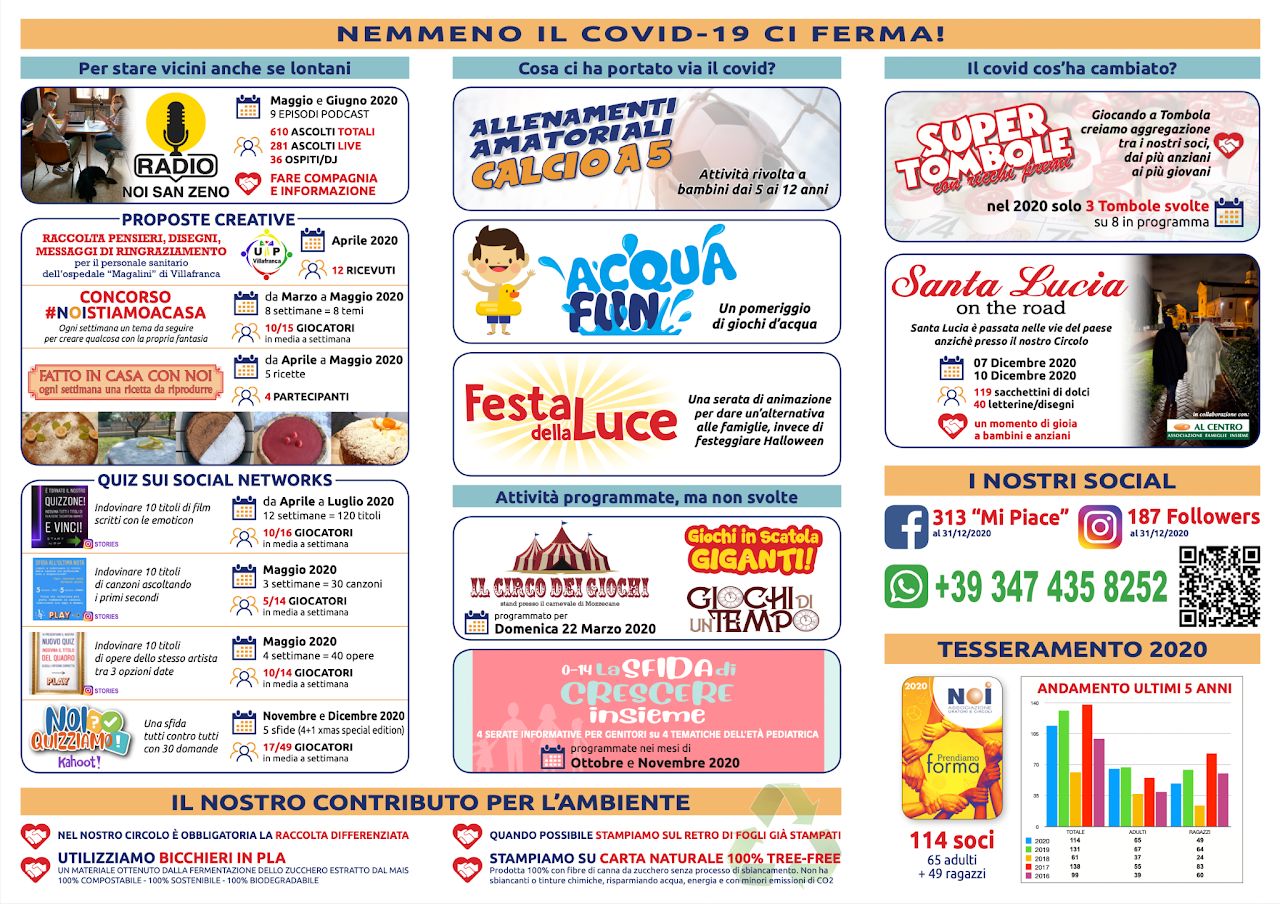 NEMMENO IL COVID-19 CI FERMA!
Per stare vicini anche se lontani
RADIO
NOI SAN ZENO
Maggio e Giugno 2020
9 EPISODI PODCAST
610 ASCOLTI TOTALI
281 ASCOLTI LIVE
36 OSPITI/DJ
FARE COMPAGNIA
E INFORMAZIONE
PROPOSTE CREATIVE
RACCOLTA PENSIERI, DISEGNI,
MESSAGGI DI RINGRAZIAMENTO
per il personale sanitario
dell'ospedale "Magalini" di Villafranca
Villafranca
Aprile 2020
12 RICEVUTI
CONCORSO
#NOISTIAMOACASA
Ogni settimana un tema da seguire
per creare qualcosa con la propria fantasia
da Marzo a Maggio 2020
8 settimane = 8 temi
10/15 GIOCATORI
in media a settimana
FATTO IN CASA CON NOI
ogni settimana una ricetta da riprodurre
da Aprile a Maggio 2020
5 ricette
4 PARTECIPANTI
QUIZ SUI SOCIAL NETWORKS
È TORNATO IL NOSTRO
QUIZZONE!
INDOVINA TUTTI I TITOLI DI FILM
E VINCI!
START
NOW
STORIES
Indovinare 10 titoli di film
scritti con le emoticon
da Aprile a Luglio 2020
12 settimane = 120 titoli
10/16 GIOCATORI
in media a settimana
SFIDA ALL'ULTIMA NOTA
PLAY
STORIES
Indovinare 10 titoli
di canzoni ascoltando
i primi secondi
Maggio 2020
3 settimane = 30 canzoni
5/14 GIOCATORI
in media a settimana
NUOVO QUIZ
INDOVINA IL TITOLO
DEL QUADRO
PLAY
STORIES
Indovinare 10 titoli
di opere dello stesso artista
tra 3 opzioni date
Maggio 2020
4 settimane = 40 opere
10/14 GIOCATORI
in media a settimana
NOI
QUIZZIAMO!
Kahoot!
Una sfida
tutti contro tutti
con 30 domande
Novembre e Dicembre 2020
5 sfide (4+1 xmas special edition)
17/49 GIOCATORI
in media a settimana
Cosa ci ha portato via il covid?
ALLENAMENTI
AMATORIALI
CALCIO A 5
Attività rivolta a
bambini dai 5 ai 12 anni
ACQUA
FUN
Un pomeriggio
di giochi d'acqua
Festa
della Luce
Una serata di animazione
per dare un'alternativa
alle famiglie, invece di
festeggiare Halloween
Attività programmate, ma non svolte
IL CIRCO DEI GIOCHI
stand presso il carnevale di Mozzecane
programmato per
Domenica 22 Marzo 2020
Giochi in Scatola
GIGANTI!
GIOCHI DI
UN TEMPO
0-14 La SFIDA di
CRESCERE
insieme
4 SERATE INFORMATIVE PER GENITORI su 4 TEMATICHE DELL'ETÀ PEDIATRICA
programmate nei mesi di
Ottobre e Novembre 2020
Il covid cos'ha cambiato?
SUPER
TOMBOLE
con ricchi premi
Giocando a Tombola
creiamo aggregazione
tra i nostri soci,
dai più anziani
ai più giovani
nel 2020 solo 3 Tombole svolte
su 8 in programma
Santa Lucia
on the road
Santa Lucia è passata nelle vie del paese
anzichè presso il nostro Circolo
07 Dicembre 2020
10 Dicembre 2020
119 sacchettini di dolci
40 letterine/disegni
un momento di gioia
a bambini e anziani
in collaborazione con:
AL CENTRO
ASSOCIAZIONE FAMIGLIE INSIEME
I NOSTRI SOCIAL
313 "Mi Piace"
al 31/12/2020
187 Followers
al 31/12/2020
+39 347 435 8252
TESSERAMENTO 2020
2020
NOI
ASSOCIAZIONE
ORATORI E CIRCOLI
Prendiamo
forma
114 soci
65 adulti
+ 49 ragazzi
ANDAMENTO ULTIMI 5 ANNI
140
105
70
35
0
TOTALE ADULTI RAGAZZI
2020 114 65 49
2019 131 67 64
2018 61 37 24
2017 138 55 83
2016 99 39 60
IL NOSTRO CONTRIBUTO PER L'AMBIENTE
NEL NOSTRO CIRCOLO È OBBLIGATORIA LA RACCOLTA DIFFERENZIATA
UTILIZZIAMO BICCHIERI IN PLA
UN MATERIALE OTTENUTO DALLA FERMENTAZIONE DELLO ZUCCHERO ESTRATTO DAL MAIS
100% COMPOSTABILE - 100% SOSTENIBILE - 100% BIODEGRADABILE
QUANDO POSSIBILE STAMPIAMO SUL RETRO DI FOGLI GIÀ STAMPATI
STAMPIAMO SU CARTA NATURALE 100% TREE-FREE
Prodotta 100% con fibre di canna da zucchero senza processo di sbiancamento. Non ha
sbiancanti o tinture chimiche, risparmiando acqua, energia e con minori emissioni di CO2